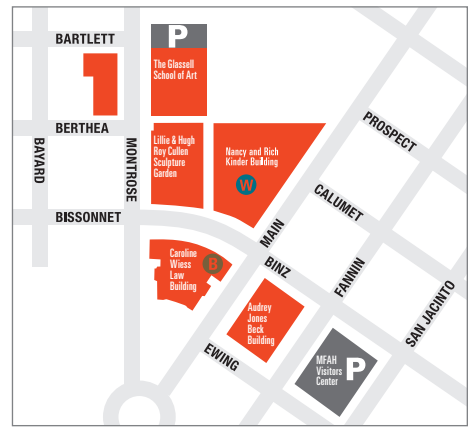 BARTLETT
P
The Glassell
School of Art
BERTHEA
BAYARD
MONTROSE
Lillie & Hugh
Roy Cullen
Sculpture
Garden
Nancy and Rich
Kinder Building
W
PROSPECT
CALUMET
BISSONNET
MAIN
Caroline
Wiess
Law
Building
B
BINZ
FANNIN
SAN JACINTO
Audrey
Jones
Beck
Building
EWING
MFAH
Visitors
Center
P